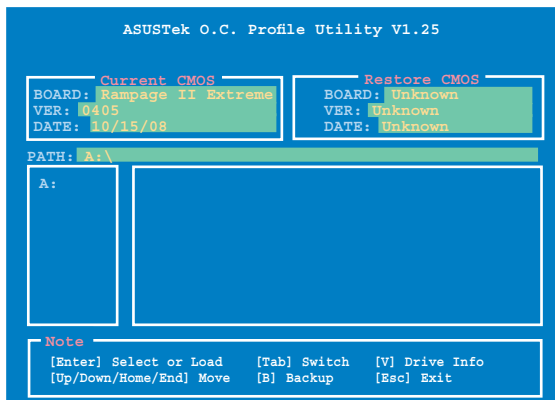 ASUSTek O.C. Profile Utility V1.25
Current CMOS
BOARD: Rampage II Extreme
VER: 0405
DATE: 10/15/08
Restore CMOS
BOARD: Unknown
VER: Unknown
DATE: Unknown
PATH: A:\
A:
Note
[Enter] Select or Load [Tab] Switch [V] Drive Info
[Up/Down/Home/End] Move [B] Backup [Esc] Exit